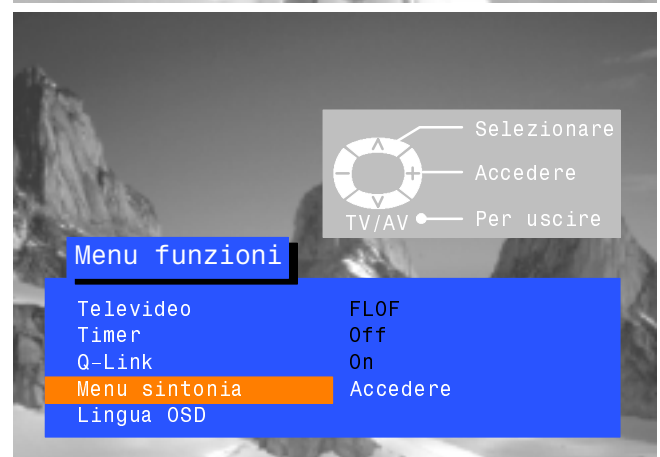 Selezionare
Accedere
TV/AV Per uscire
Menu funzioni
Televideo FLOF
Timer Off
Q-Link On
Menu sintonia Accedere
Lingua OSD